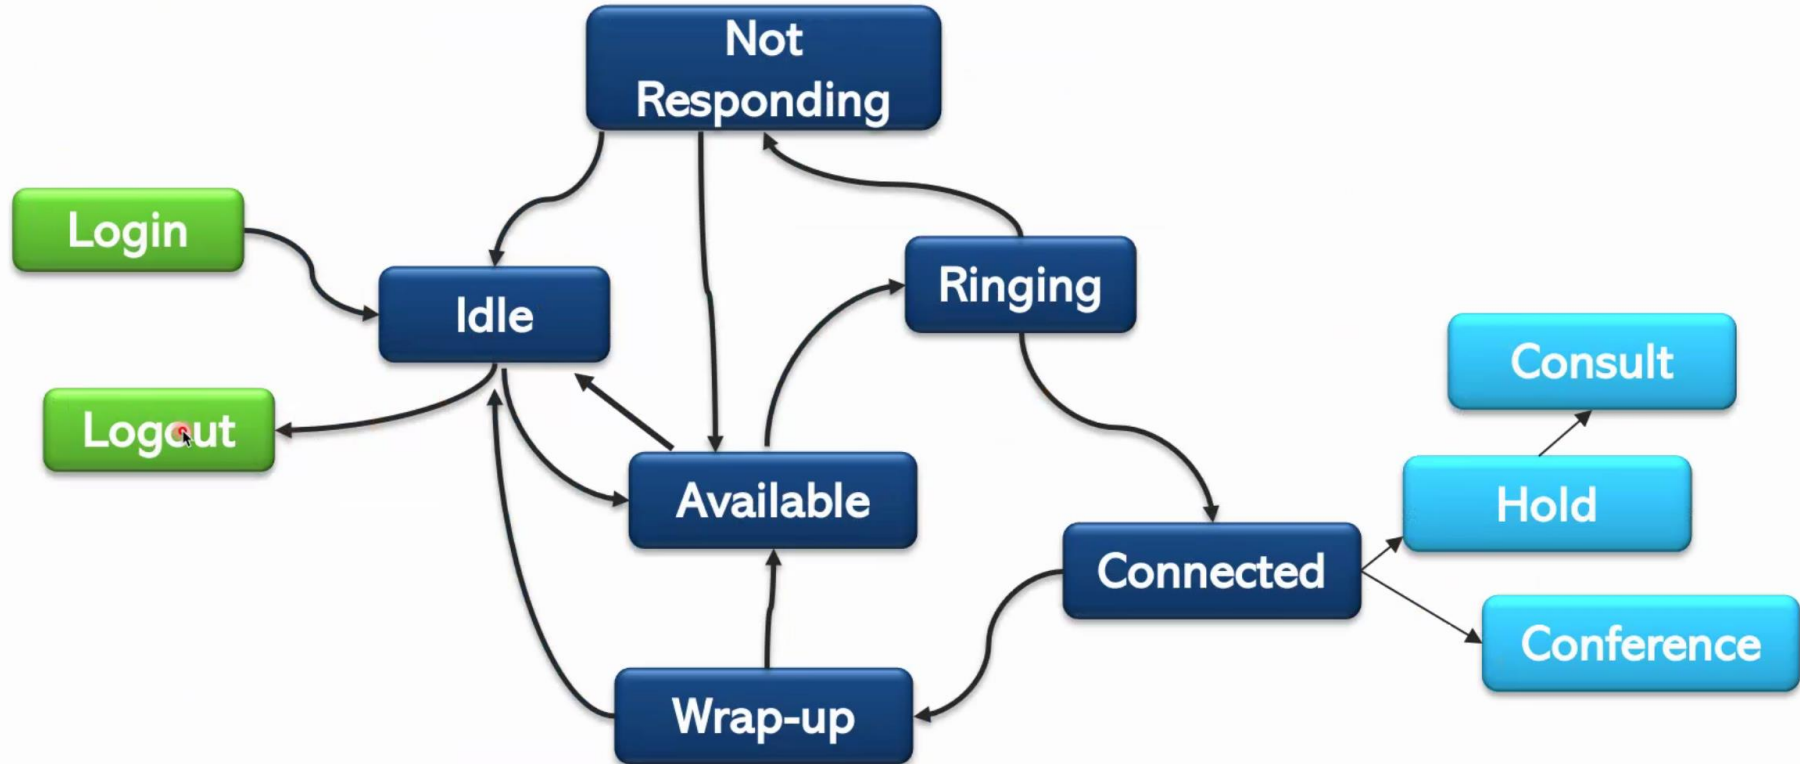 Not
Responding
Login
Ringing
Idle
Consult
Logout
Available
Hold
Connected
Conference
Wrap-up